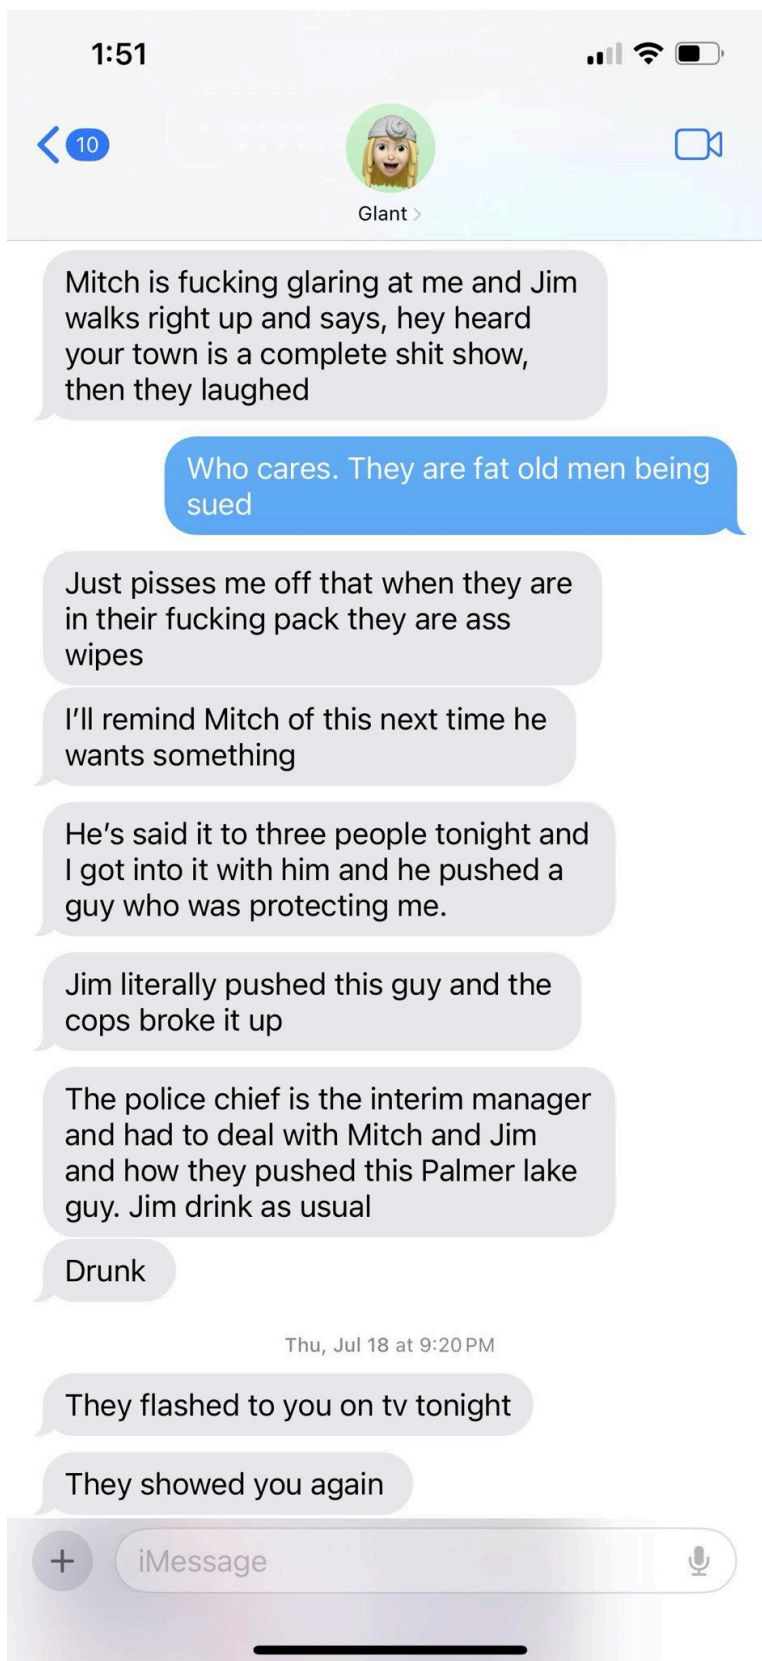 1:51
10
Glant
Mitch is fucking glaring at me and Jim
walks right up and says, hey heard
your town is a complete shit show,
then they laughed
Who cares. They are fat old men being
sued
Just pisses me off that when they are
in their fucking pack they are ass
wipes
I’ll remind Mitch of this next time he
wants something
He’s said it to three people tonight and
I got into it with him and he pushed a
guy who was protecting me.
Jim literally pushed this guy and the
cops broke it up
The police chief is the interim manager
and had to deal with Mitch and Jim
and how they pushed this Palmer lake
guy. Jim drink as usual
Drunk
Thu, Jul 18 at 9:20 PM
They flashed to you on tv tonight
They showed you again
iMessage